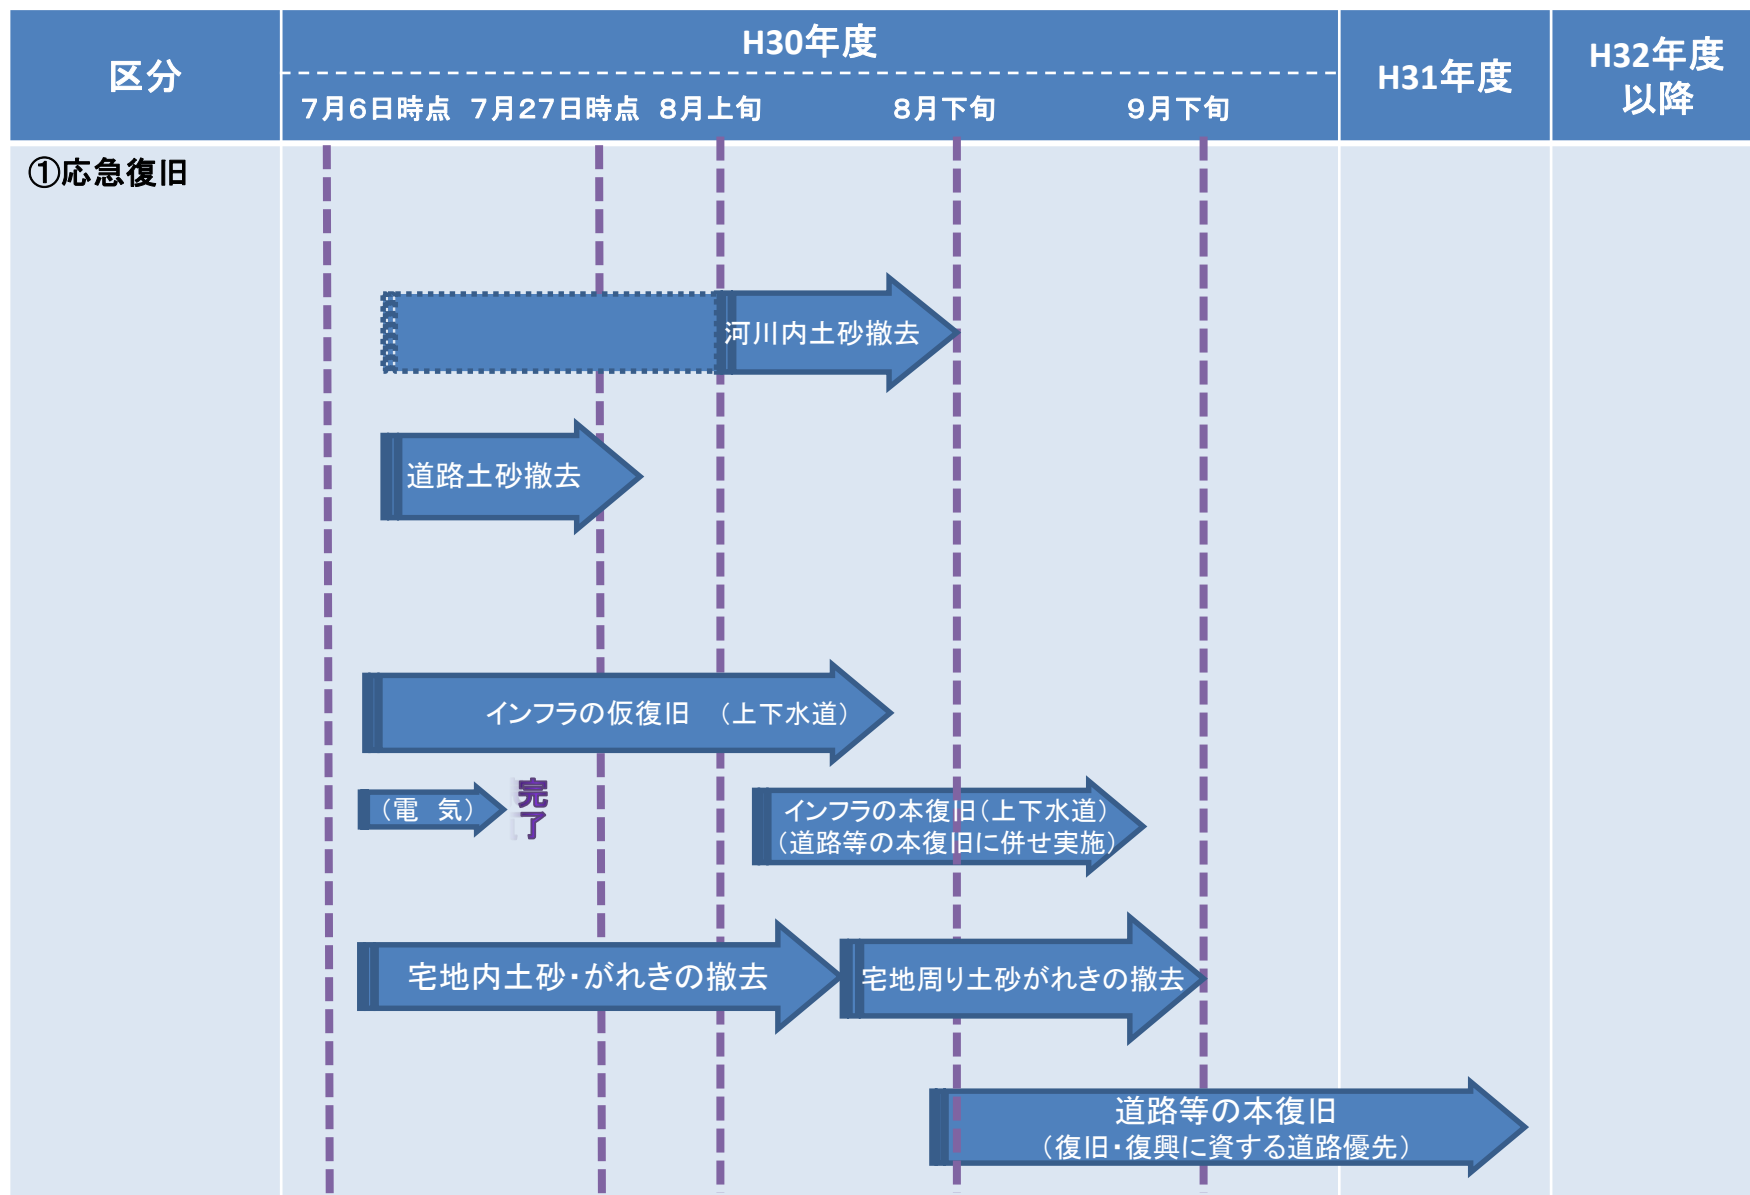 区分
H30年度
H31年度
H32年度
以降
7月6日時点
7月27日時点
8月上旬
8月下旬
9月下旬
①応急復旧
河川内土砂撤去
道路土砂撤去
インフラの仮復旧　（上下水道）
（電　気）
完
了
インフラの本復旧（上下水道）
（道路等の本復旧に併せ実施）
宅地内土砂・がれきの撤去
宅地周り土砂がれきの撤去
道路等の本復旧
（復旧・復興に資する道路優先）